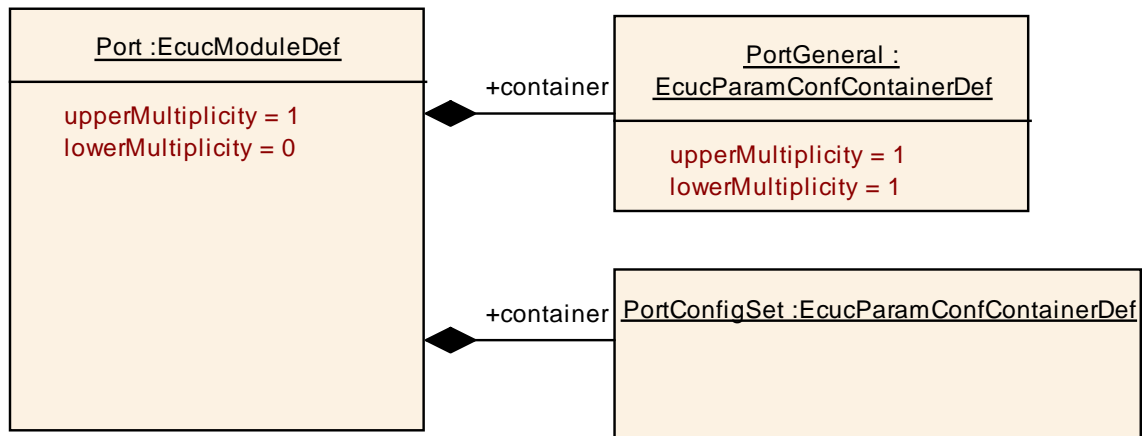 Port :EcucModuleDef
upperMultiplicity = 1
lowerMultiplicity = 0
+container
PortGeneral :
EcucParamConfContainerDef
upperMultiplicity = 1
lowerMultiplicity = 1
+container
PortConfigSet :EcucParamConfContainerDef